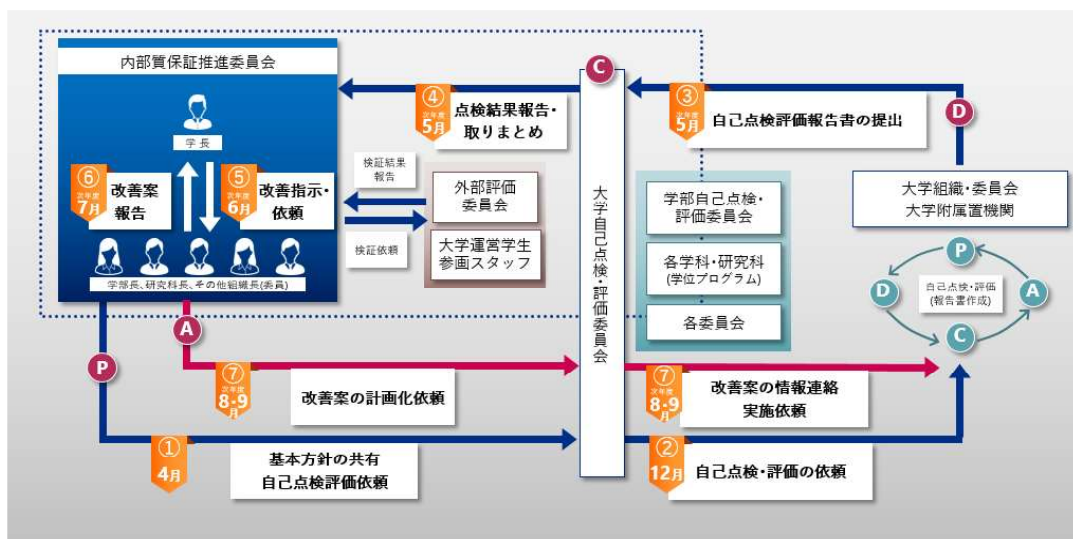 内部質保証推進委員会
学長
⑥
次年度
7月
改善案
報告
⑤
次年度
6月
改善指示・
依頼
学部長、研究科長、その他組織長(委員)
④
次年度
5月
点検結果報告・
取りまとめ
検証結果
報告
検証依頼
外部評価
委員会
大学運営学生
参画スタッフ
C
大学自己点検・評価委員会
③
次年度
5月
自己点検評価報告書の提出
D
学部自己点検・
評価委員会
各学科・研究科
(学位プログラム)
各委員会
大学組織・委員会
大学附属置機関
P
D
A
C
自己点検・評価
(報告書作成)
A
P
⑦
次年度
8・9月
改善案の計画化依頼
⑦
次年度
8・9月
改善案の情報連絡
実施依頼
①
4月
基本方針の共有
自己点検評価依頼
②
12月
自己点検・評価の依頼